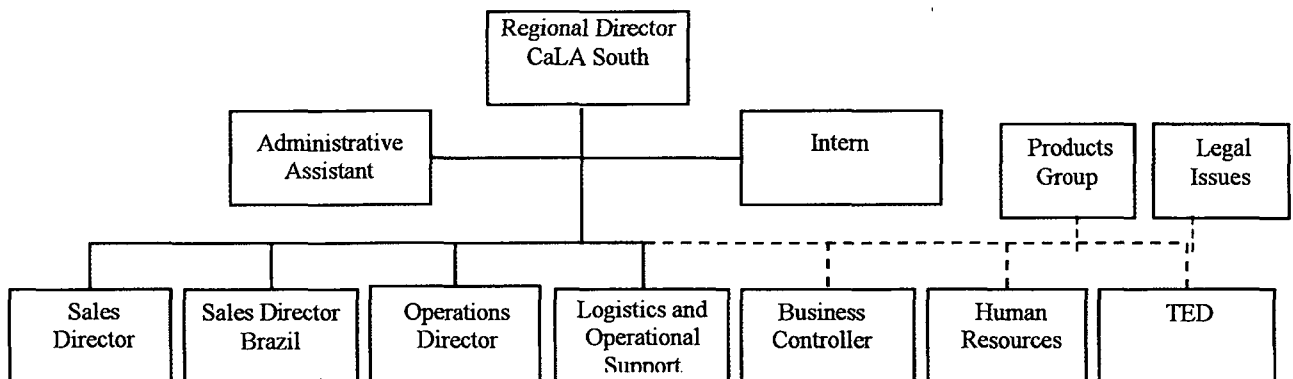 Regional Director
CaLA South
Administrative
Assistant
Intern
Products
Group
Legal
Issues
Sales
Director
Sales Director
Brazil
Operations
Director
Logistics and
Operational
Support
Business
Controller
Human
Resources
TED